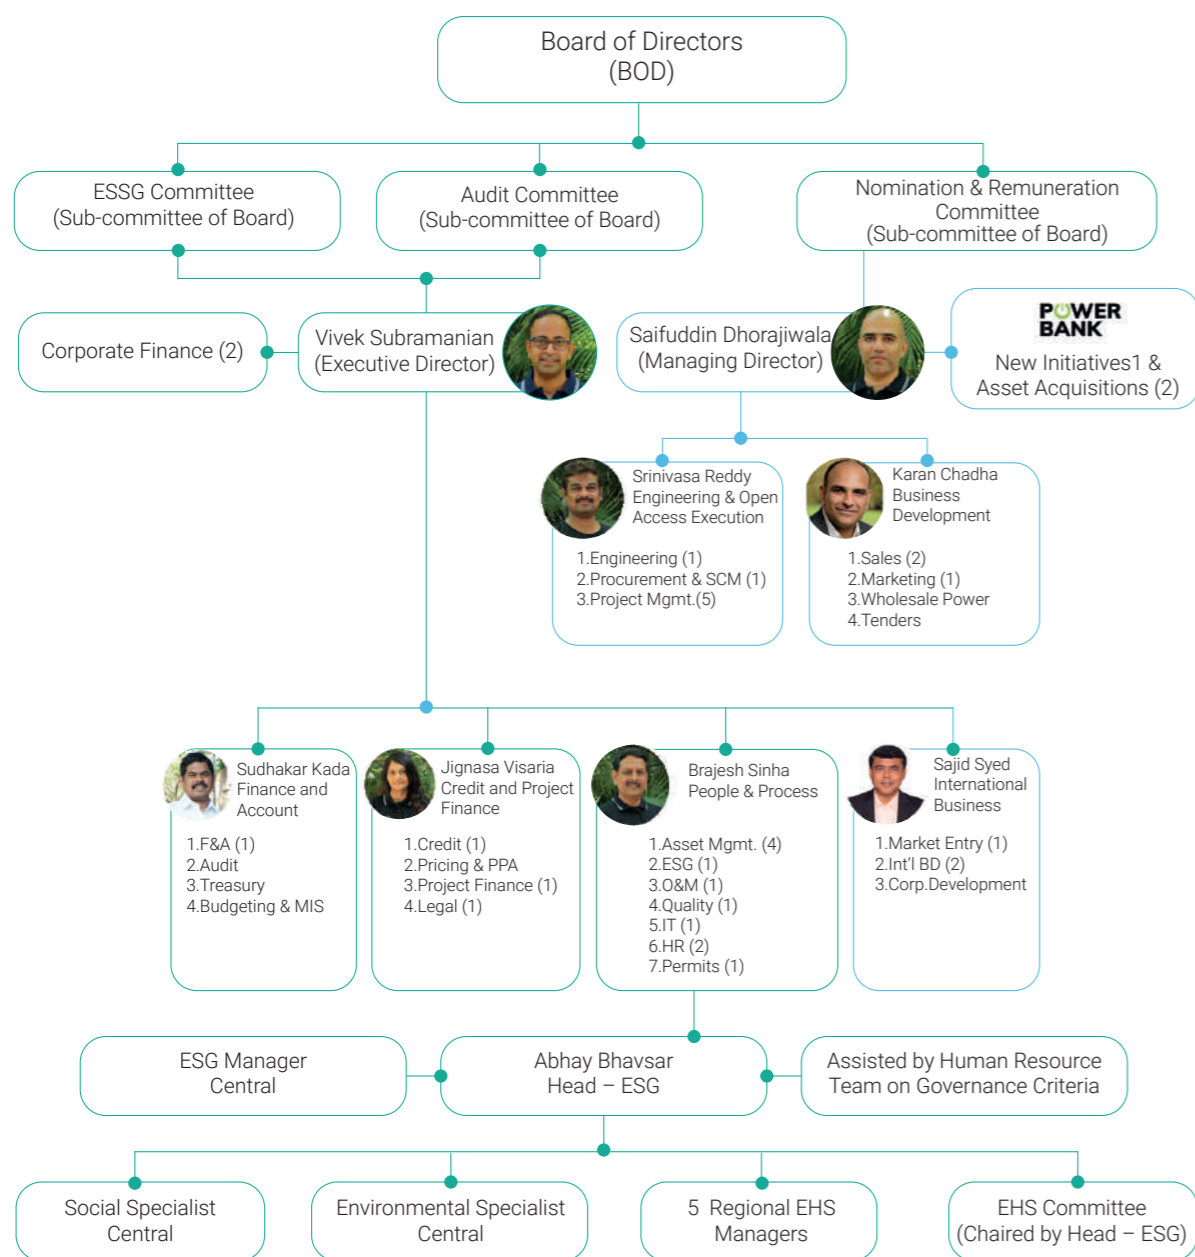 Board of Directors
(BOD)
ESSG Committee
(Sub-committee of Board)
Audit Committee
(Sub-committee of Board)
Nomination & Remuneration
Committee
(Sub-committee of Board)
Corporate Finance (2)
Vivek Subramanian
(Executive Director)
Saifuddin Dhorajiwala
(Managing Director)
POWER
BANK
New Initiatives1 &
Asset Acquisitions (2)
Srinivasa Reddy
Engineering & Open
Access Execution
1.Engineering (1)
2.Procurement & SCM (1)
3.Project Mgmt.(5)
Karan Chadha
Business
Development
1.Sales (2)
2.Marketing (1)
3.Wholesale Power
4.Tenders
Sudhakar Kada
Finance and
Account
1.F&A (1)
2.Audit
3.Treasury
4.Budgeting & MIS
Jignasa Visaria
Credit and Project
Finance
1.Credit (1)
2.Pricing & PPA
3.Project Finance (1)
4.Legal (1)
Brajesh Sinha
People & Process
1.Asset Mgmt. (4)
2.ESG (1)
3.O&M (1)
4.Quality (1)
5.IT (1)
6.HR (2)
7.Permits (1)
Sajid Syed
International
Business
1.Market Entry (1)
2.Int'l BD (2)
3.Corp.Development
ESG Manager
Central
Abhay Bhavsar
Head – ESG
Assisted by Human Resource
Team on Governance Criteria
Social Specialist
Central
Environmental Specialist
Central
5 Regional EHS
Managers
EHS Committee
(Chaired by Head – ESG)